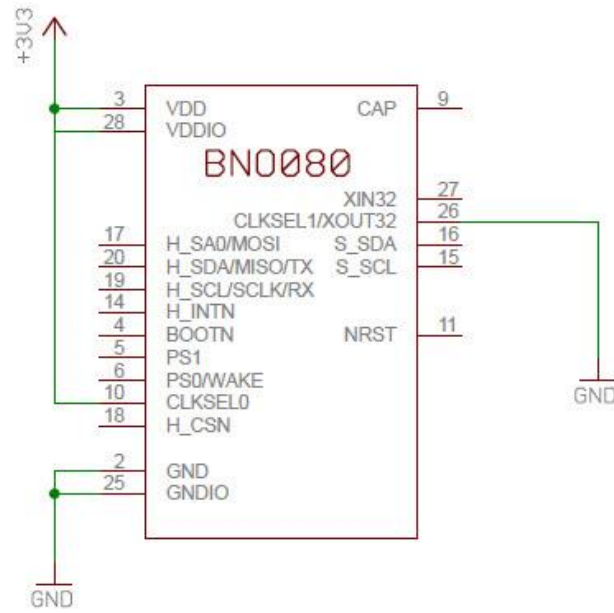 +3V3
3 VDD CAP 9
28 VDDIO
BNO080
XIN32 27
CLKSEL1/XOUT32 26
17 H_SA0/MOSI S_SDA 16
20 H_SDA/MISO/TX S_SCL 15
19 H_SCL/SCLK/RX
14 H_INTN
4 BOOTN NRST 11
5 PS1
6 PS0/WAKE
10 CLKSEL0
18 H_CSN
GND
2 GND
25 GNDIO
GND